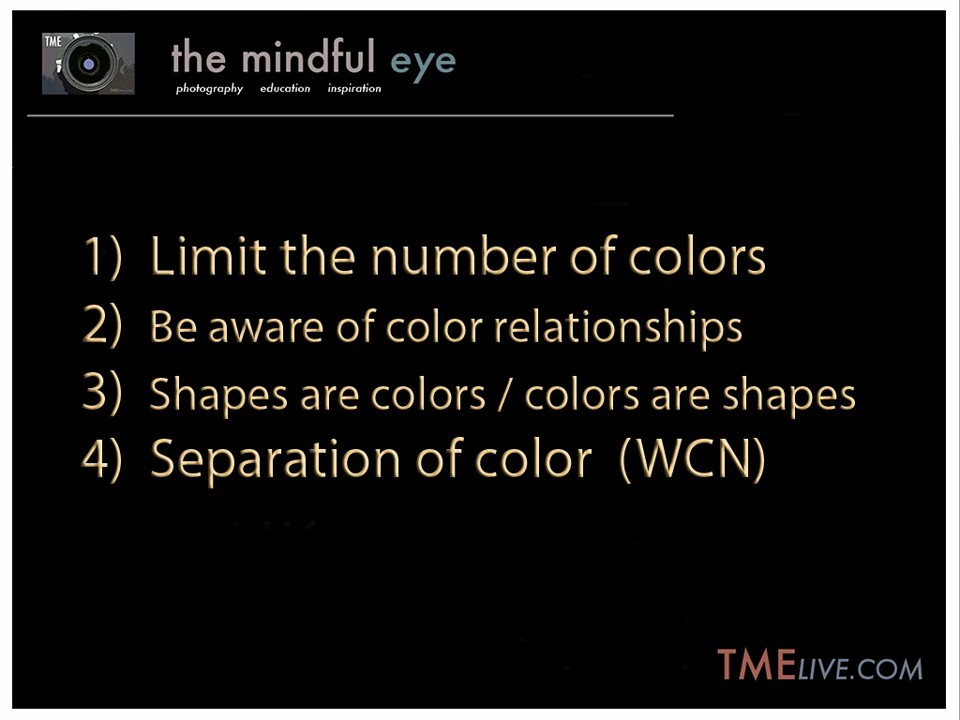 TME
the mindful eye
photography education inspiration
1) Limit the number of colors
2) Be aware of color relationships
3) Shapes are colors / colors are shapes
4) Separation of color (WCN)
TMELIVE.COM